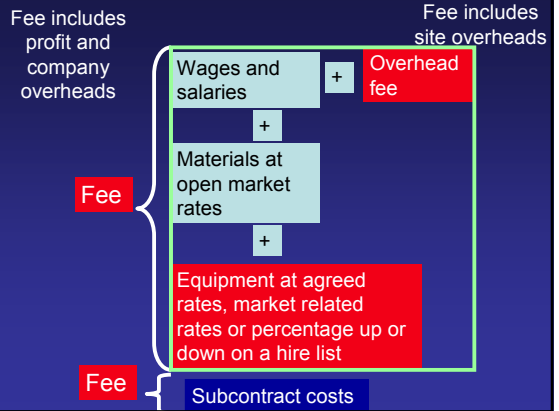 Fee includes
profit and
company
overheads
Fee includes
site overheads
Wages and
salaries
+
Overhead
fee
+
Materials at
open market
rates
Fee
+
Equipment at agreed
rates, market related
rates or percentage up or
down on a hire list
Fee
Subcontract costs